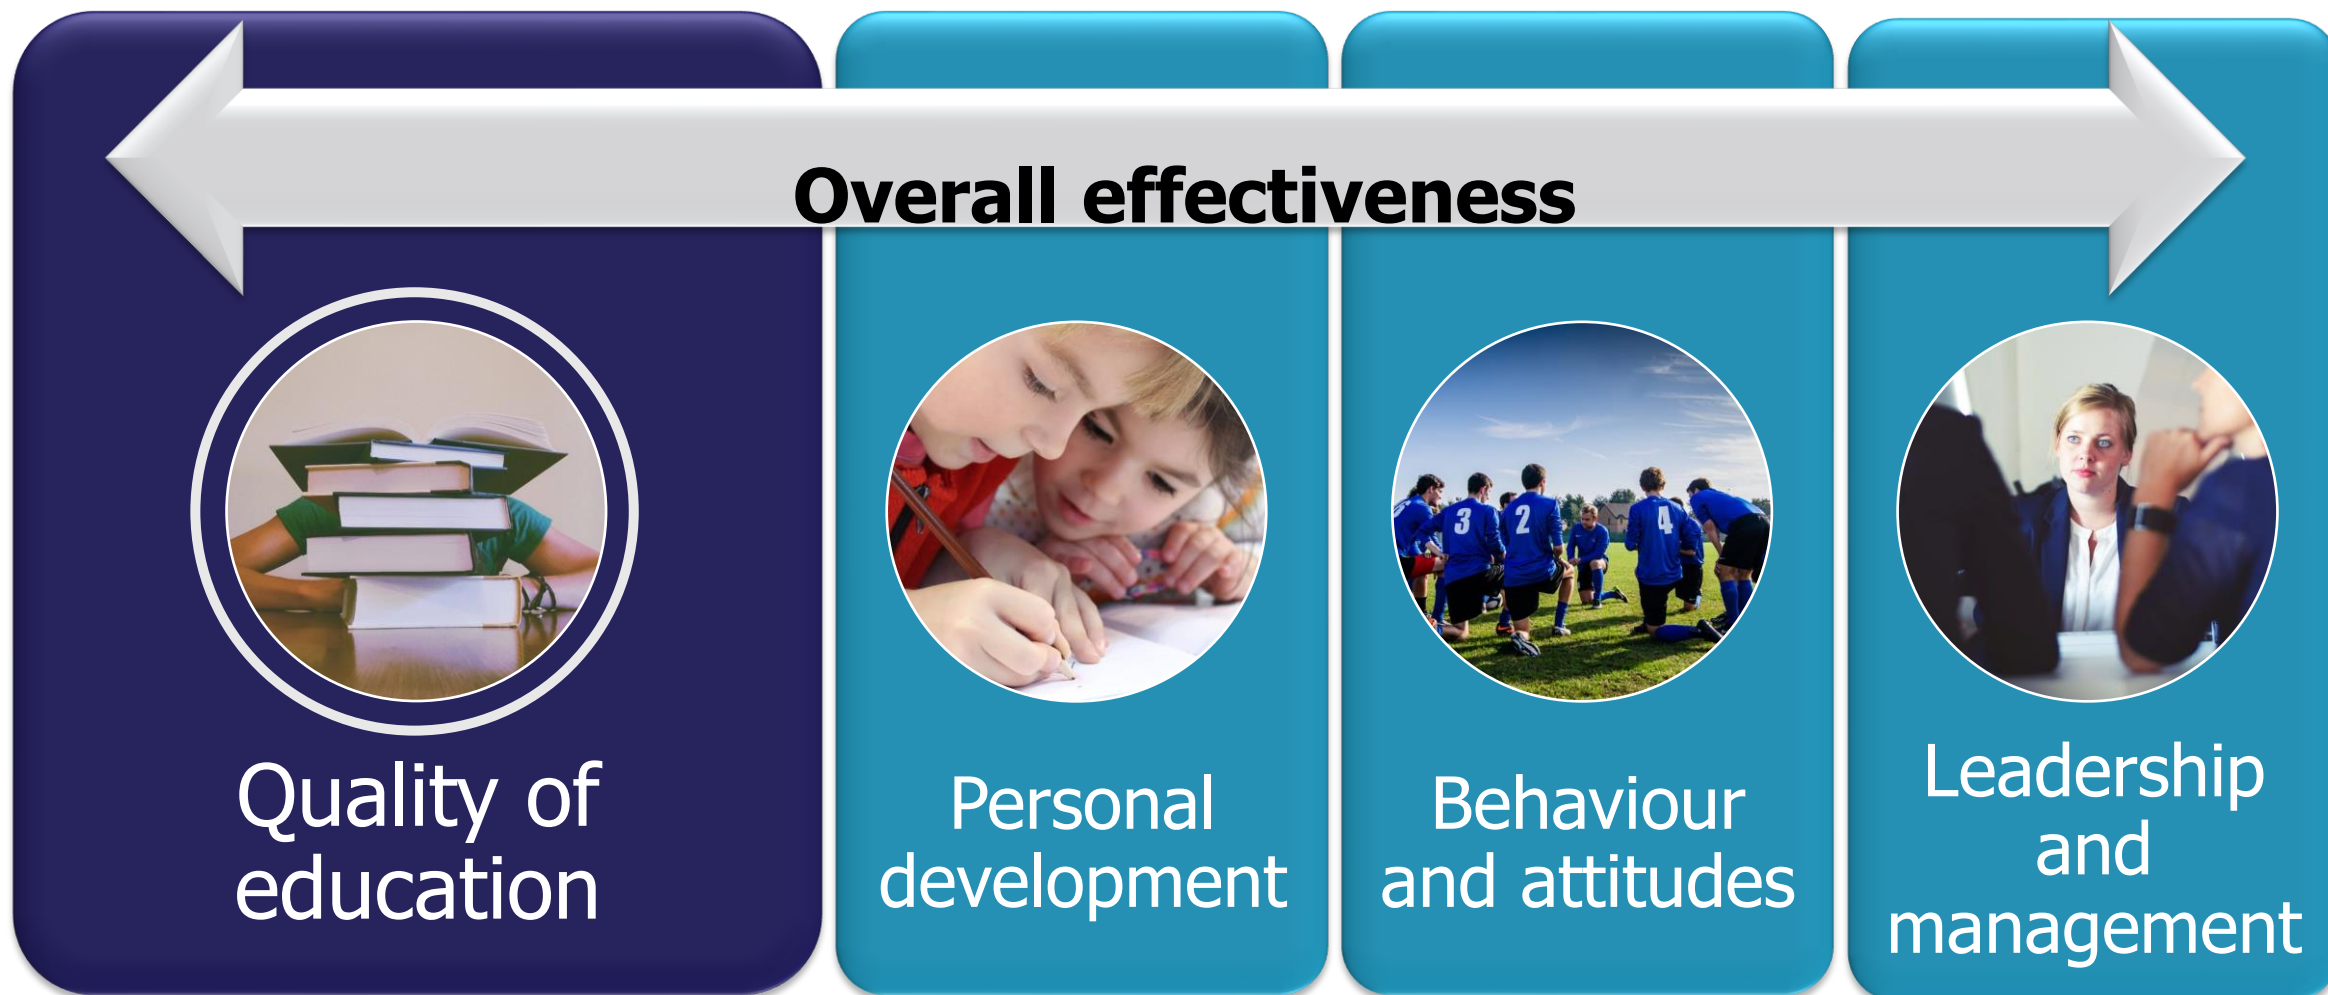 Overall effectiveness
3
2
4
Quality of
education
Personal
development
Behaviour
and attitudes
Leadership
and
management